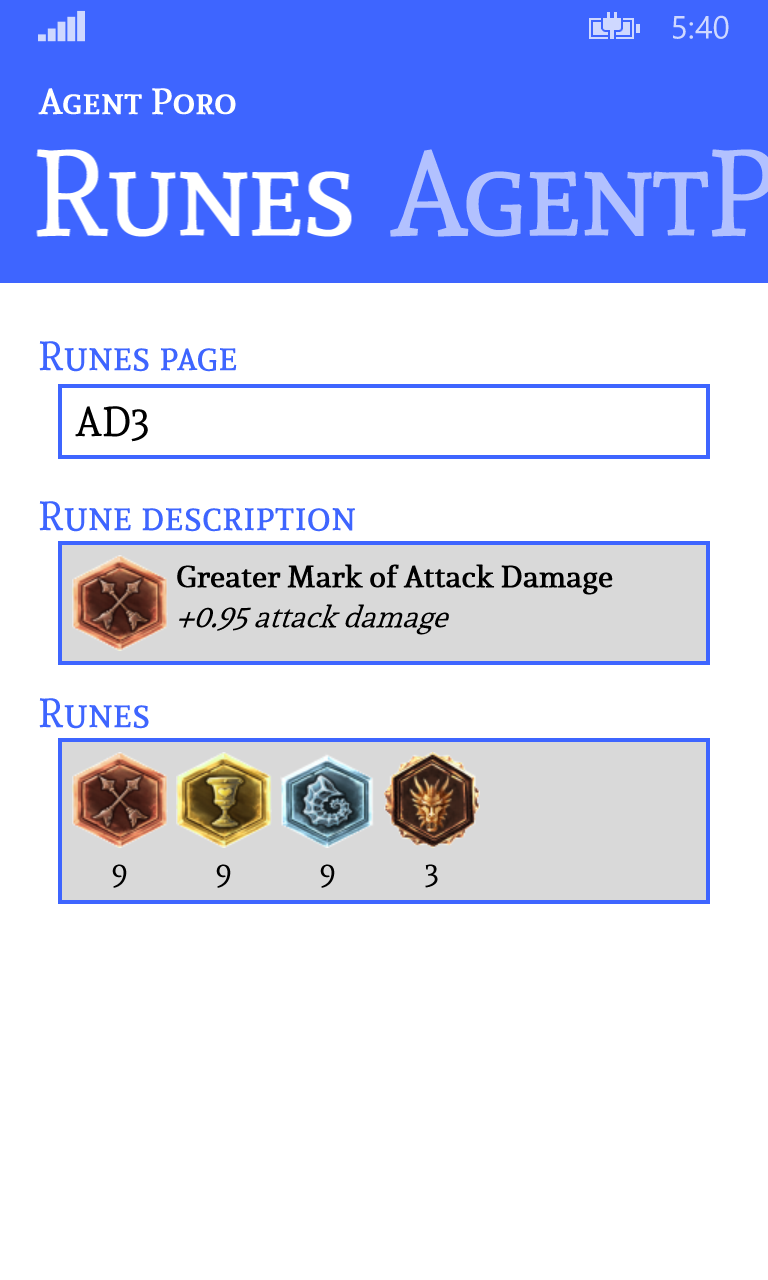 5:40
Agent Poro
Runes AgentP
Runes page
AD3
Rune description
Greater Mark of Attack Damage
+0.95 attack damage
Runes
9 9 9 3